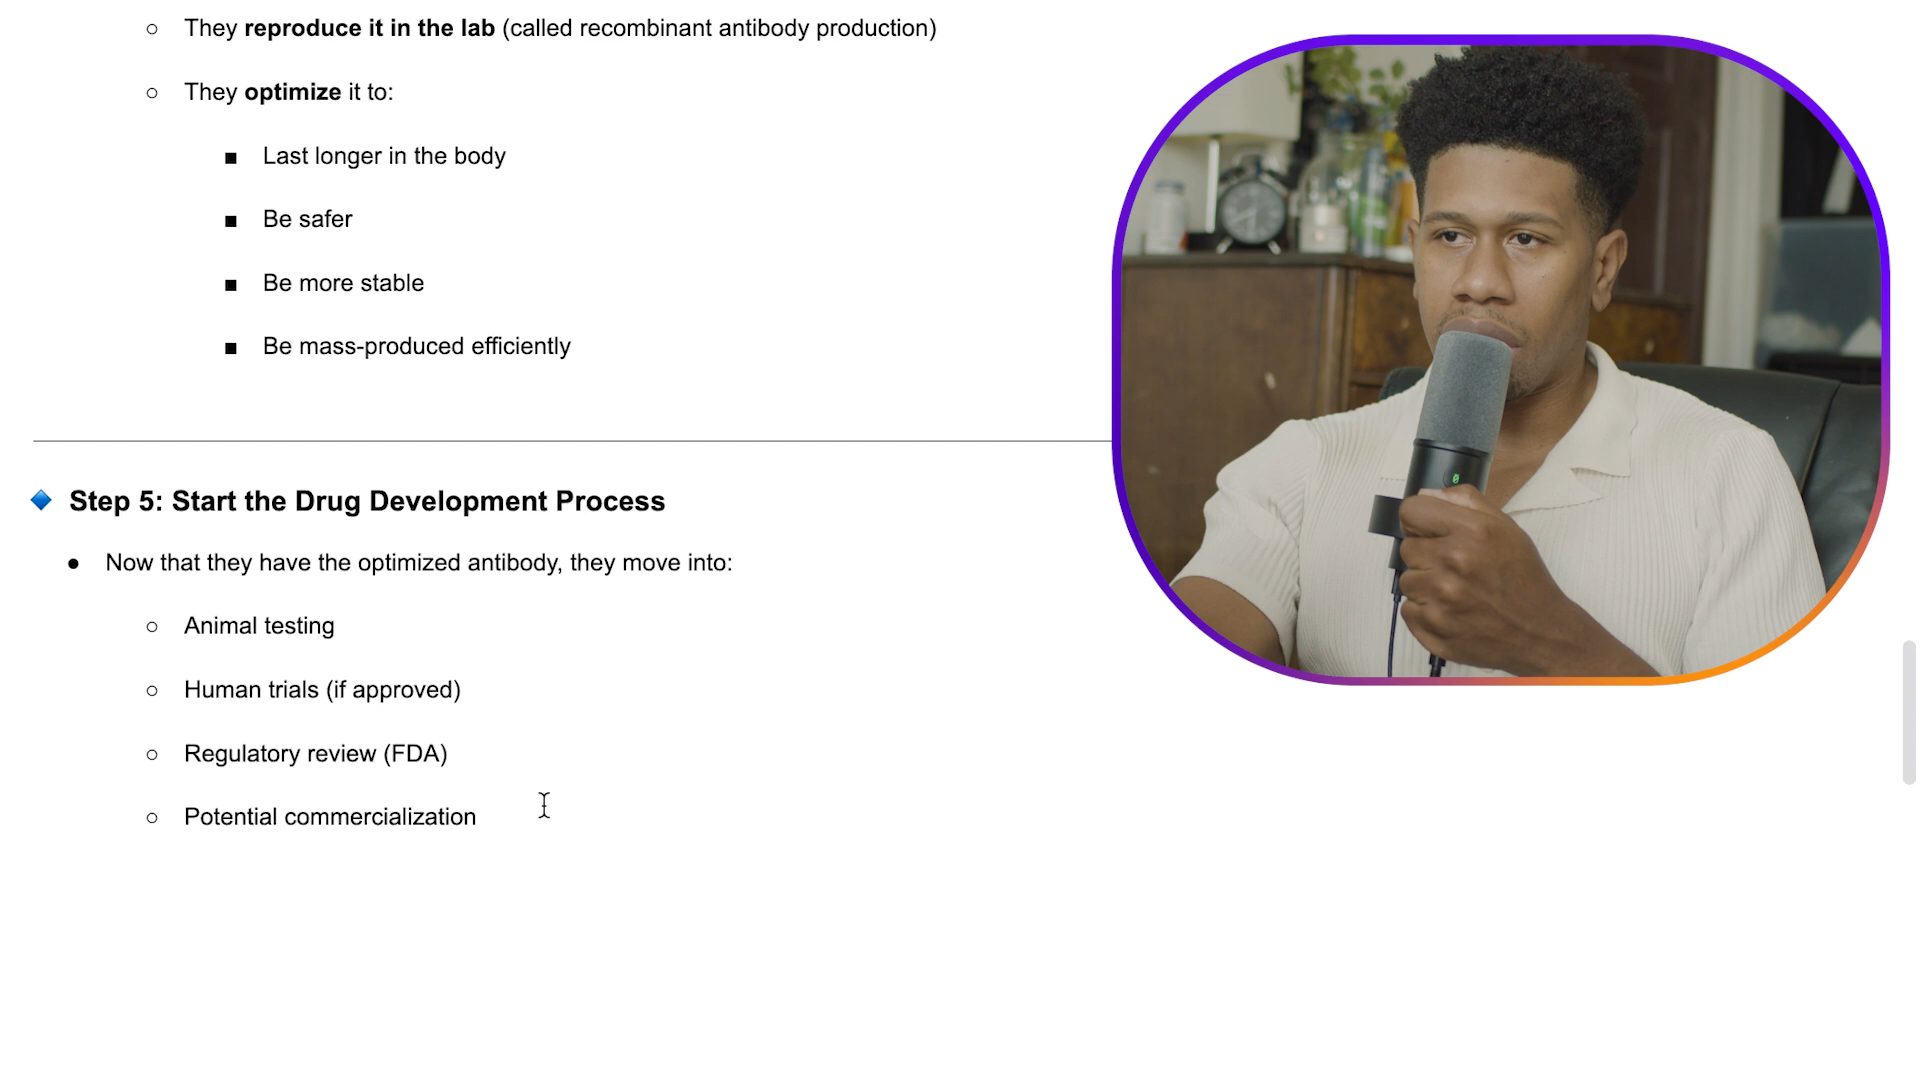 They reproduce it in the lab (called recombinant antibody production)
They optimize it to:
Last longer in the body
Be safer
Be more stable
Be mass-produced efficiently
Step 5: Start the Drug Development Process
Now that they have the optimized antibody, they move into:
Animal testing
Human trials (if approved)
Regulatory review (FDA)
Potential commercialization